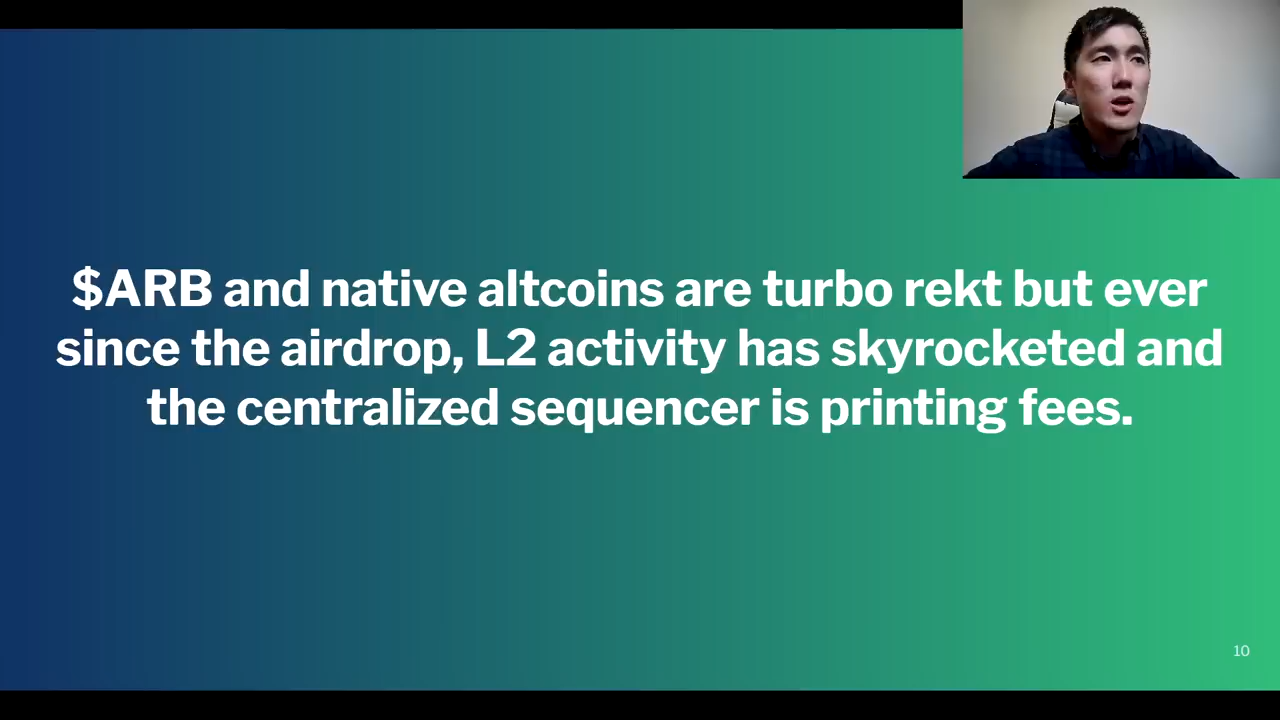 $ARB and native altcoins are turbo rekt but ever
since the airdrop, L2 activity has skyrocketed and
the centralized sequencer is printing fees.
10